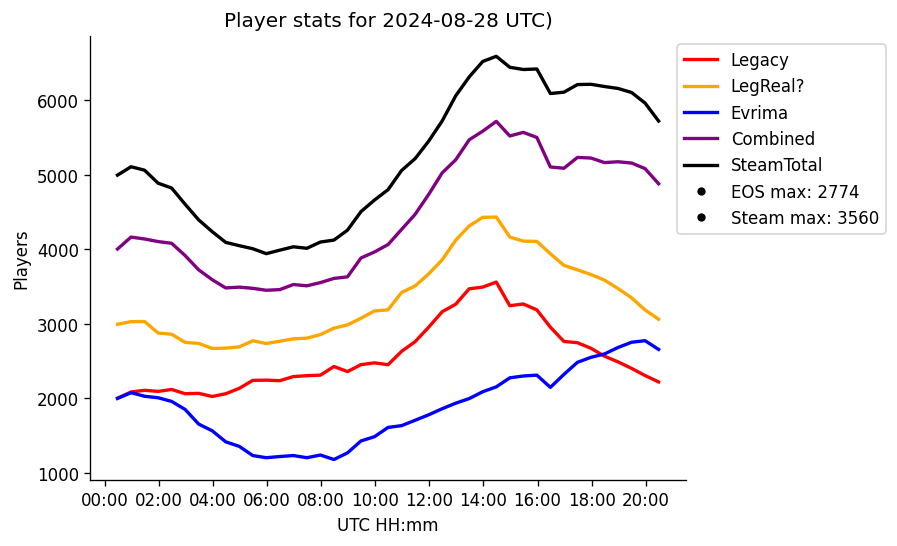 Player stats for 2024-08-28 UTC)
Legacy
LegReal?
Evrima
Combined
SteamTotal
EOS max: 2774
Steam max: 3560
Players
6000
5000
4000
3000
2000
1000
00:00 02:00 04:00 06:00 08:00 10:00 12:00 14:00 16:00 18:00 20:00
UTC HH:mm